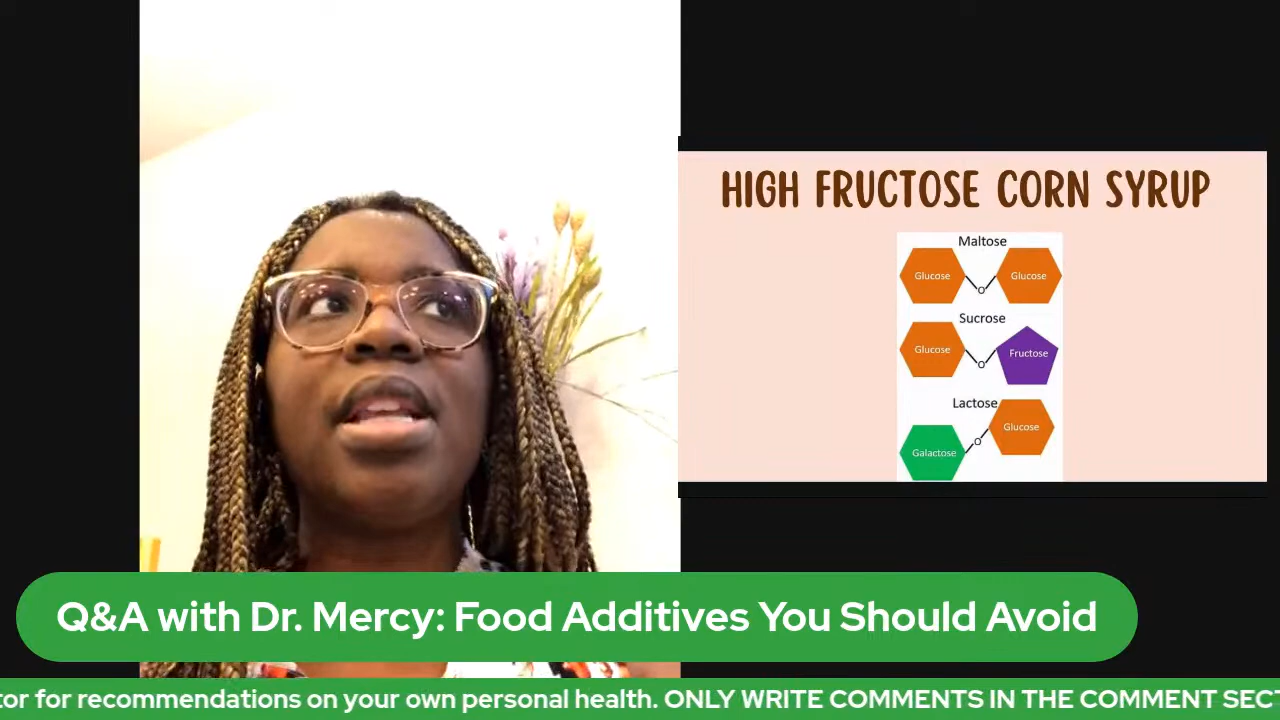 HIGH FRUCTOSE CORN SYRUP
Maltose
Glucose
O
Glucose
Sucrose
Glucose
O
Fructose
Lactose
Glucose
O
Galactose
Q&A with Dr. Mercy: Food Additives You Should Avoid
tor for recommendations on your own personal health. ONLY WRITE COMMENTS IN THE COMMENT SECT